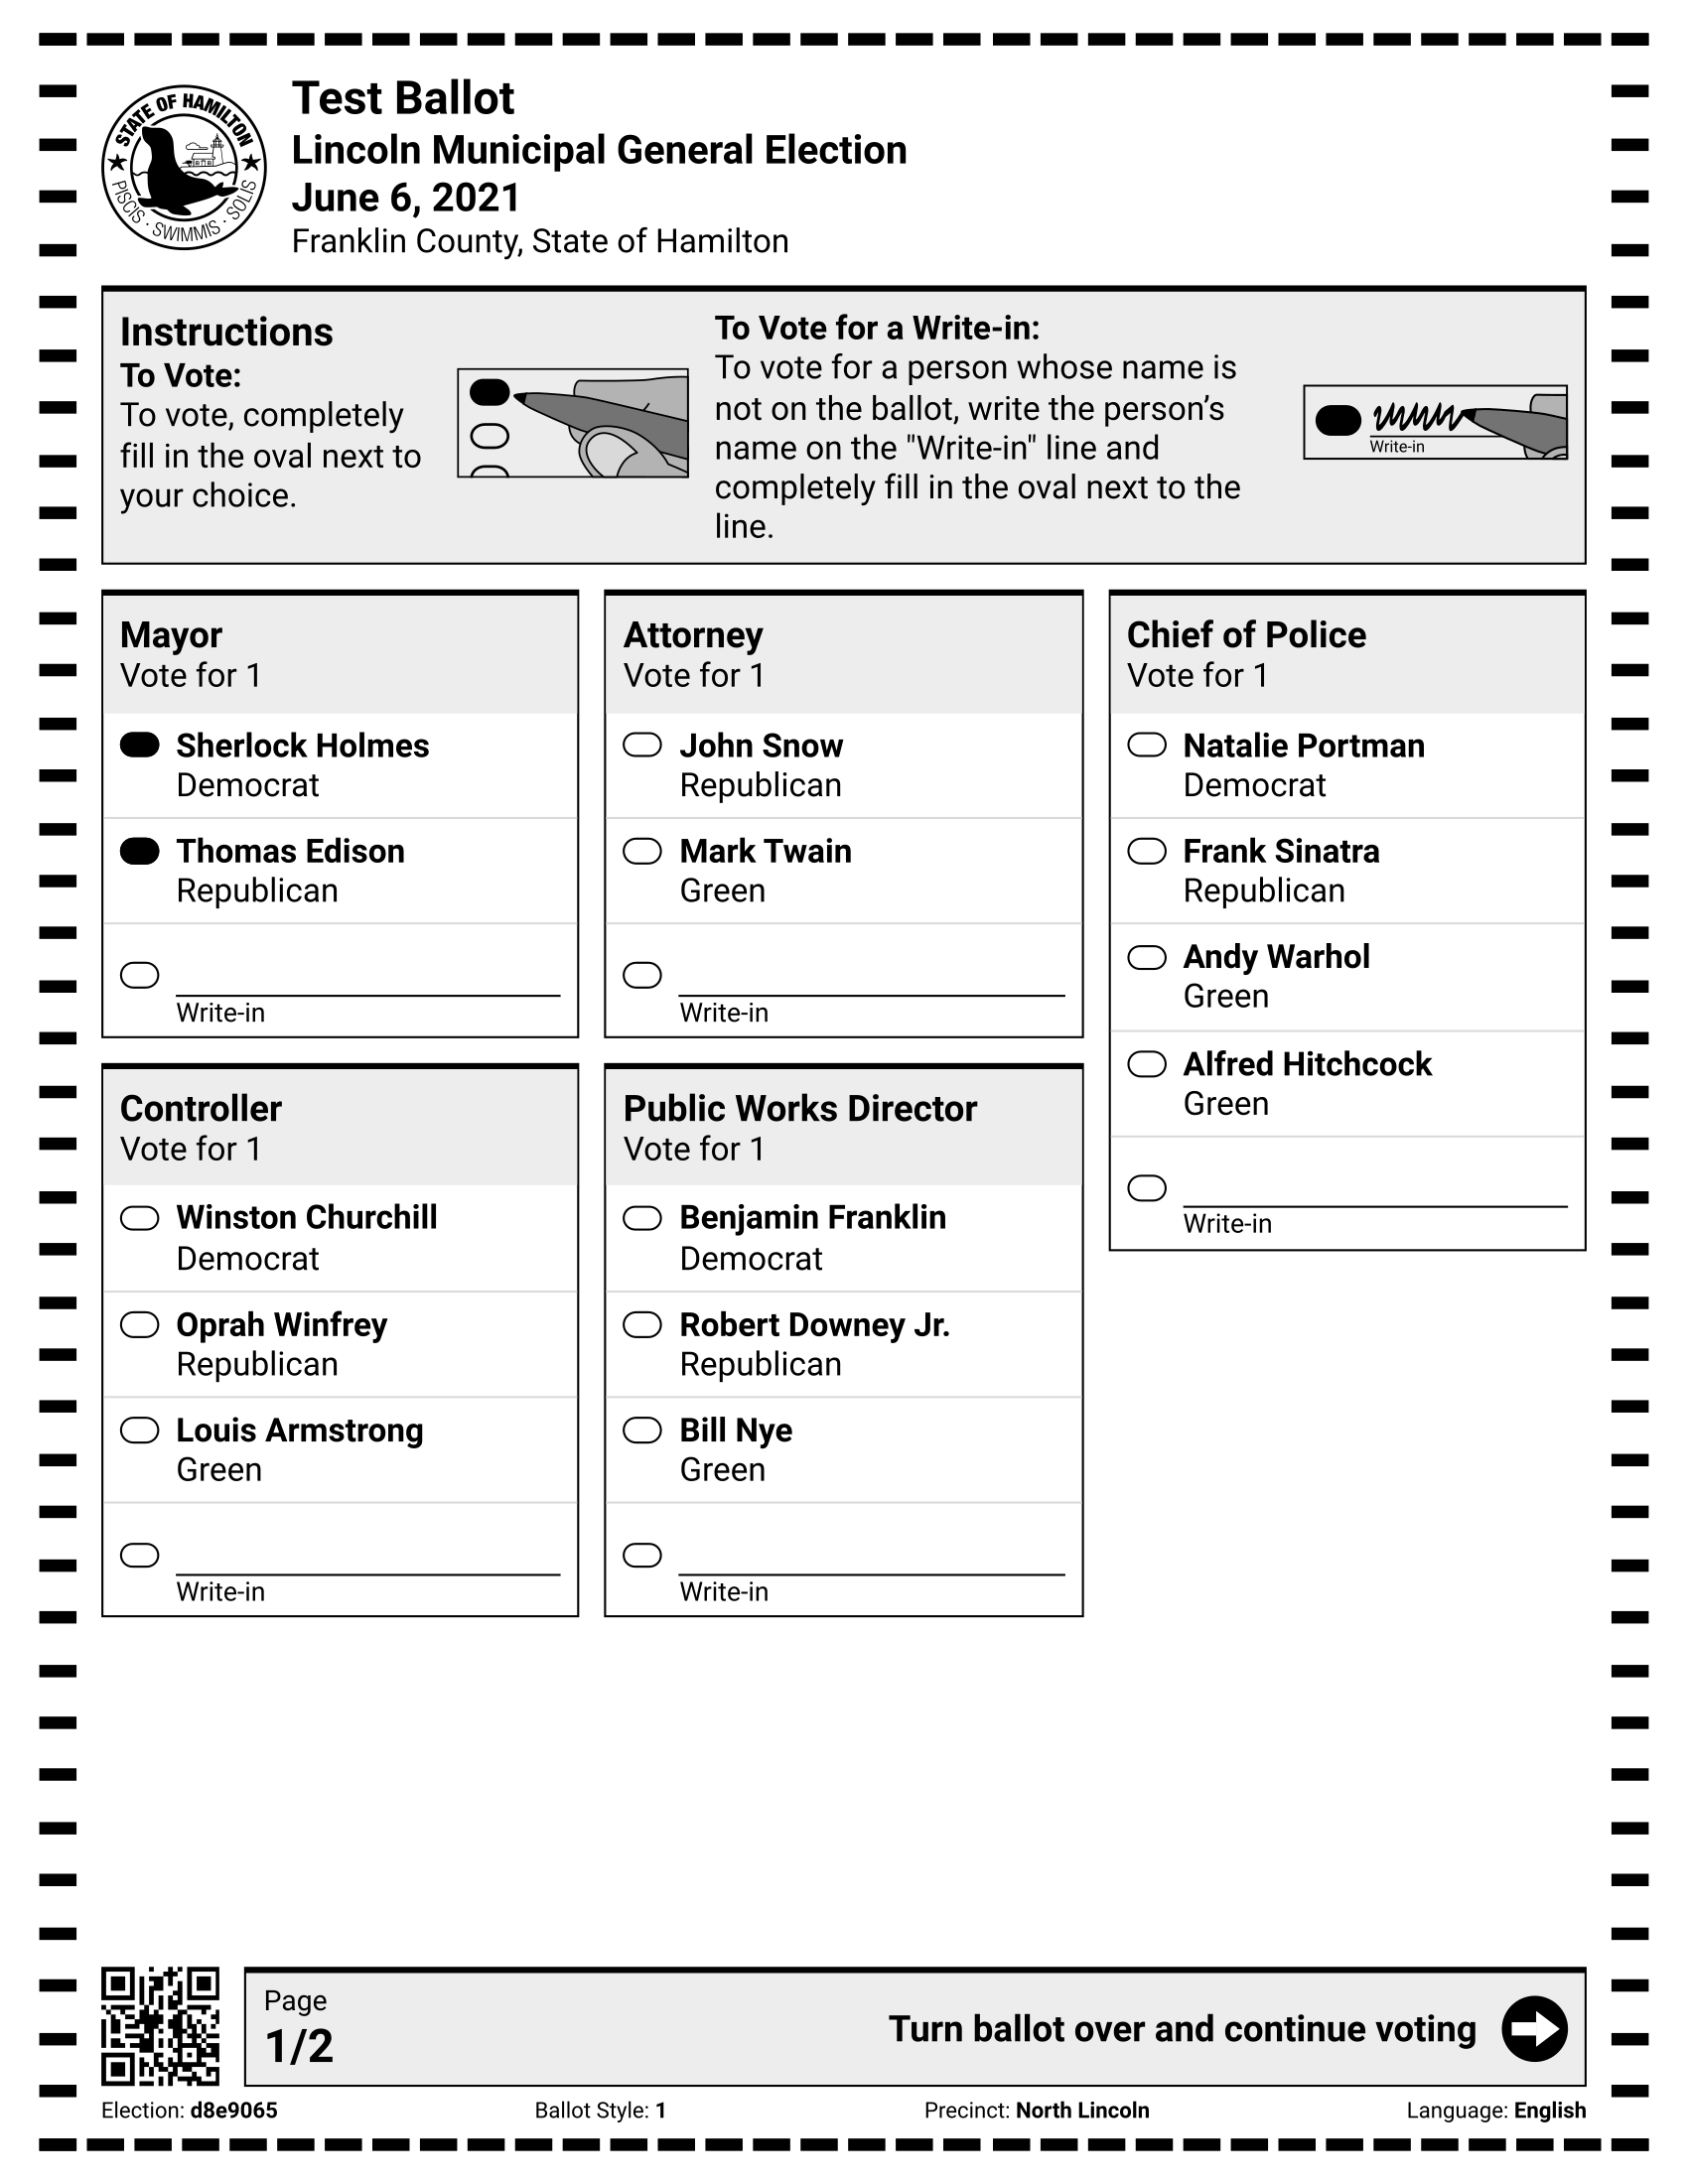 STATE OF HAMILTON
PISCIS · SWIMMIS · SOLIS
Test Ballot
Lincoln Municipal General Election
June 6, 2021
Franklin County, State of Hamilton
Instructions
To Vote:
To vote, completely
fill in the oval next to
your choice.
To Vote for a Write-in:
To vote for a person whose name is
not on the ballot, write the person’s
name on the "Write-in" line and
completely fill in the oval next to the
line.
Write-in
Mayor
Vote for 1
Sherlock Holmes
Democrat
Thomas Edison
Republican
Write-in
Controller
Vote for 1
Winston Churchill
Democrat
Oprah Winfrey
Republican
Louis Armstrong
Green
Write-in
Attorney
Vote for 1
John Snow
Republican
Mark Twain
Green
Write-in
Public Works Director
Vote for 1
Benjamin Franklin
Democrat
Robert Downey Jr.
Republican
Bill Nye
Green
Write-in
Chief of Police
Vote for 1
Natalie Portman
Democrat
Frank Sinatra
Republican
Andy Warhol
Green
Alfred Hitchcock
Green
Write-in
Page
1/2
Turn ballot over and continue voting
Election: d8e9065
Ballot Style: 1
Precinct: North Lincoln
Language: English